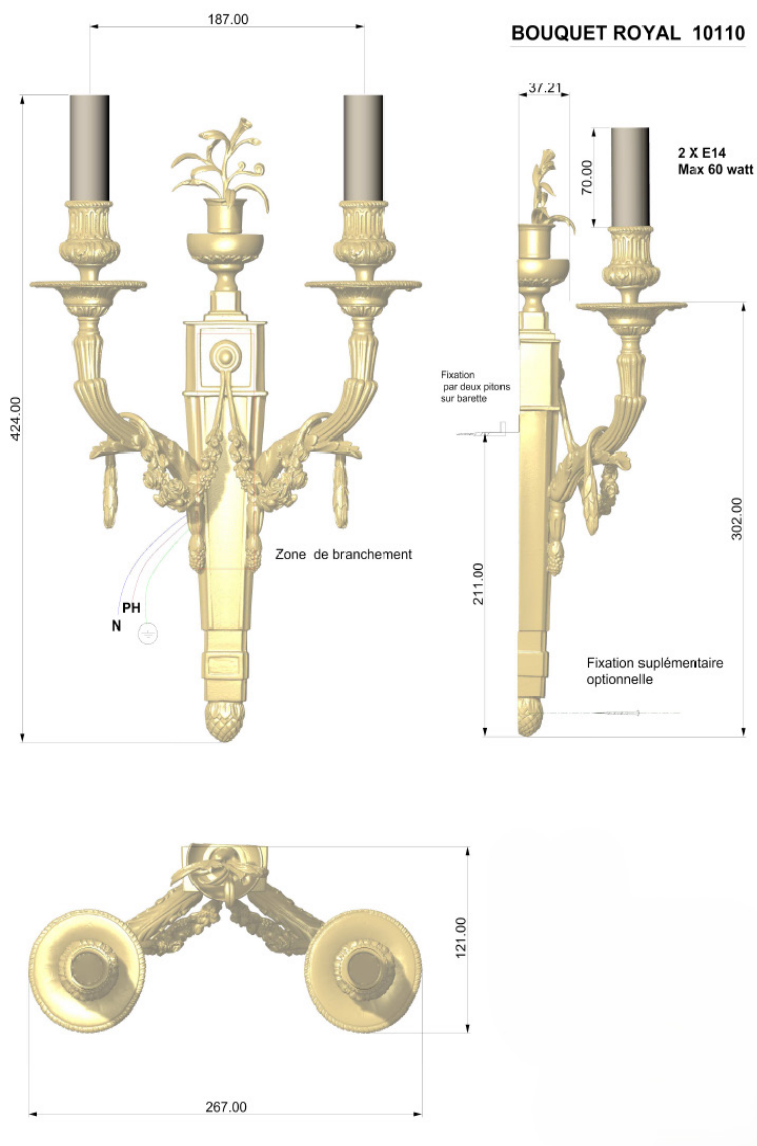 187.00
BOUQUET ROYAL 10110
37.21
70.00
2 X E14
Max 60 watt
424.00
Fixation
par deux pitons
sur barette
302.00
Zone de branchement
211.00
PH
N
Fixation suplémentaire
optionnelle
121.00
267.00